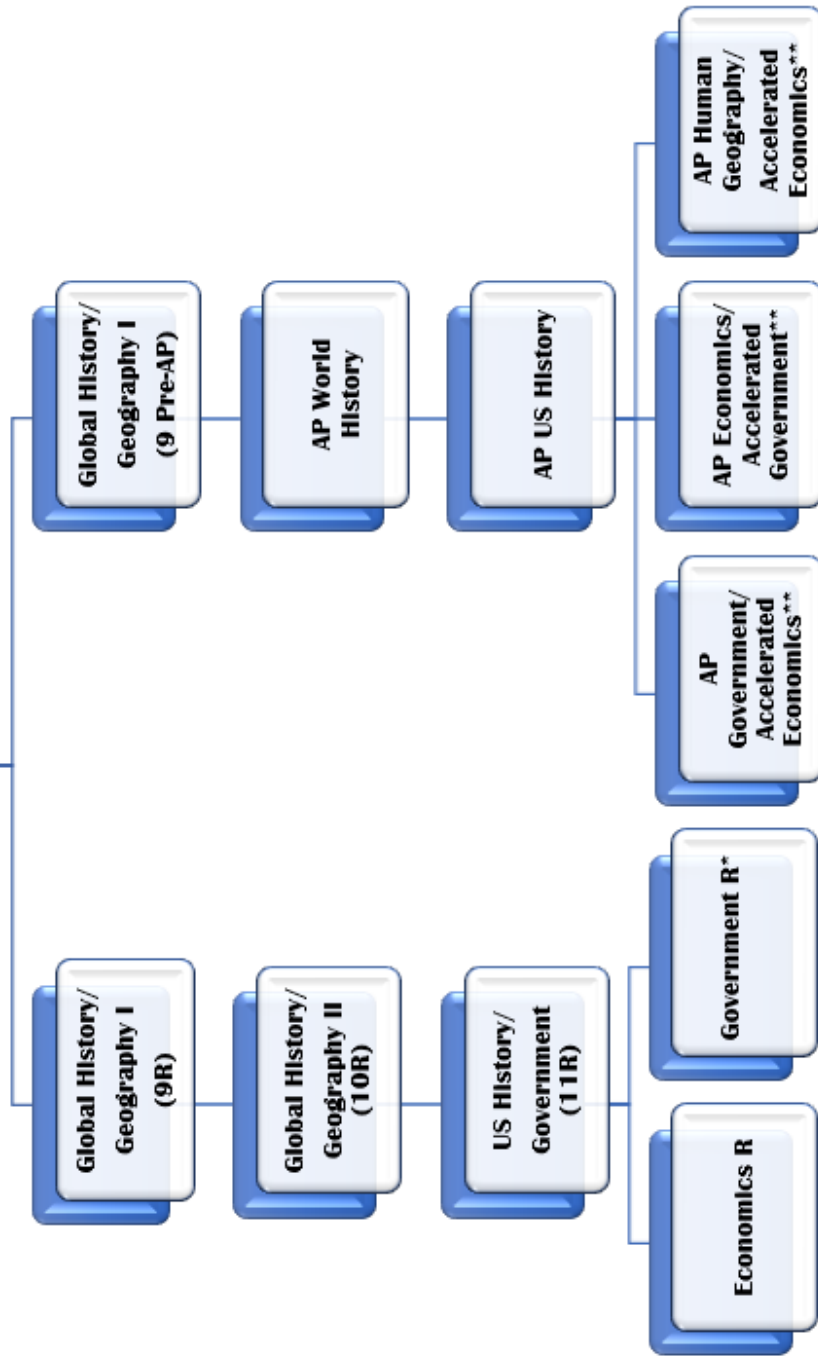 Global History/
Geography I
(9R)
Global History/
Geography I
(9 Pre-AP)
Global History/
Geography II
(10R)
AP World
History
US History/
Government
(11R)
AP US History
Economics R
Government R*
AP
Government/
Accelerated
Economics**
AP Economics/
Accelerated
Government**
AP Human
Geography/
Accelerated
Economics**